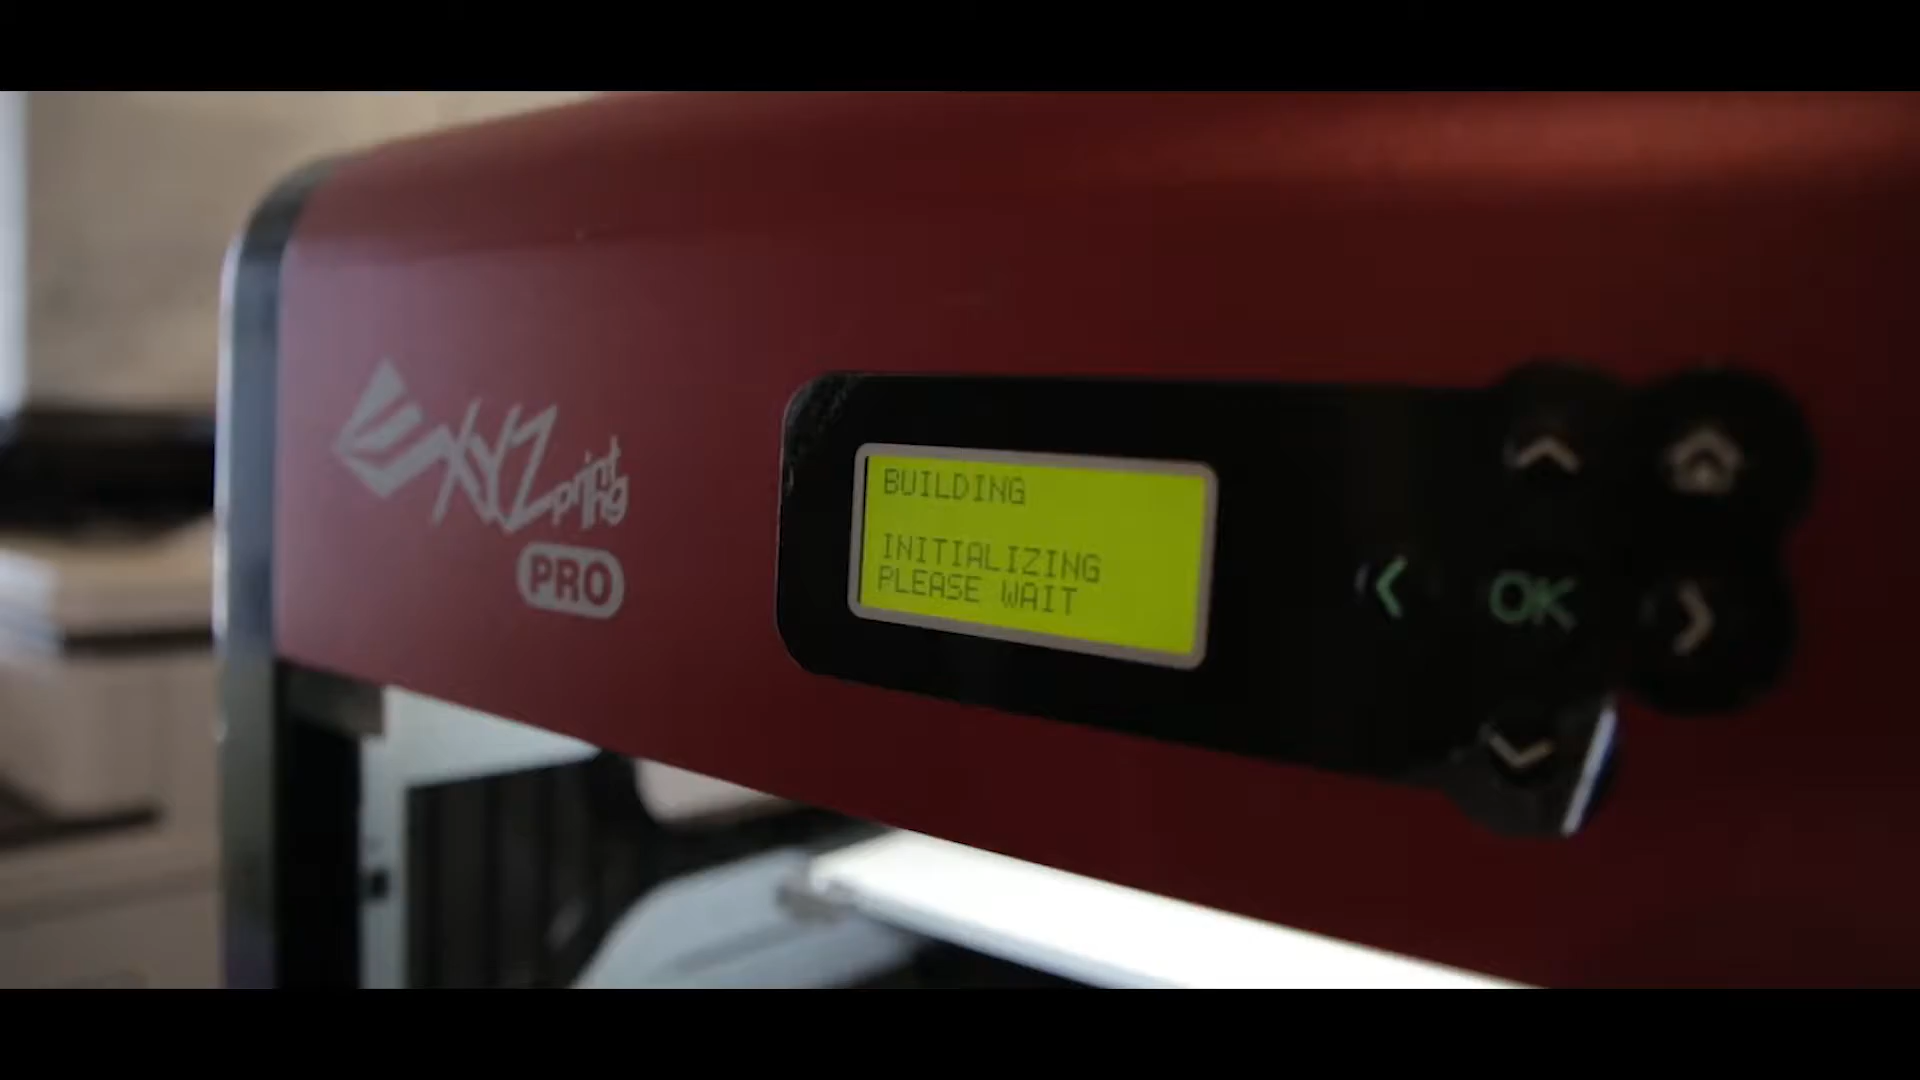 XYZprinting
PRO
BUILDING
INITIALIZING
PLEASE WAIT
OK